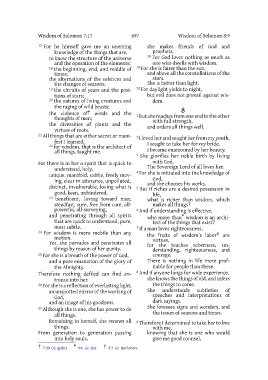 Wisdom of Solomon 7:17 697 Wisdom of Solomon 8:9
17 For he himself gave me an unerring
knowledge of the things that are,
to know the structure of the universe
and the operation of the elements;
18 the beginning, end, and middle of
times;
the alternations of the solstices and
the changes of seasons;
19 the circuits of years and the posi-
tions of stars;
20 the natures of living creatures and
the raging of wild beasts;
the violence of winds and the
thoughts of men;
the diversities of plants and the
virtues of roots.
21 All things that are either secret or mani-
fest I learned,
22 for wisdom, that is the architect of
all things, taught me.
For there is in her a spirit that is quick to
understand, holy,
unique, manifold, subtle, freely mov-
ing, clear in utterance, unpolluted,
distinct, invulnerable, loving what is
good, keen, unhindered,
23 beneficent, loving toward man,
steadfast, sure, free from care, all-
powerful, all-surveying,
and penetrating through all spirits
that are quick to understand, pure,
most subtle.
24 For wisdom is more mobile than any
motion.
Yes, she pervades and penetrates all
things by reason of her purity.
25 For she is a breath of the power of God,
and a pure emanation of the glory of
the Almighty.
Therefore nothing defiled can find en-
trance into her.
26 For she is a reflection of everlasting light,
an unspotted mirror of the working of
God,
and an image of his goodness.
27 Although she is one, she has power to do
all things.
Remaining in herself, she renews all
things.
From generation to generation passing
into holy souls,
she makes friends of God and
prophets.
28 For God loves nothing as much as
one who dwells with wisdom.
29 For she is fairer than the sun,
and above all the constellations of the
stars.
She is better than light.
30 For day light yields to night,
but evil does not prevail against wis-
dom.
8
1 But she reaches from one end to the other
with full strength,
and orders all things well.
2 I loved her and sought her from my youth.
I sought to take her for my bride.
I became enamoured by her beauty.
3 She glorifies her noble birth by living
with God.
The Sovereign Lord of all loves her.
4 For she is initiated into the knowledge of
God,
and she chooses his works.
5 But if riches are a desired possession in
life,
what is richer than wisdom, which
makes all things?
6 And if understanding is effective,
who more than wisdom is an archi-
tect of the things that exist?
7 If a man loves righteousness,
the fruits of wisdom's labor are
virtues,
for she teaches soberness, un-
derstanding, righteousness, and
courage.
There is nothing in life more prof-
itable for people than these.
8 And if anyone longs for wide experience,
she knows the things of old, and infers
the things to come.
She understands subtleties of
speeches and interpretations of
dark sayings.
She foresees signs and wonders, and
the issues of seasons and times.
9 Therefore I determined to take her to live
with me,
knowing that she is one who would
give me good counsel,